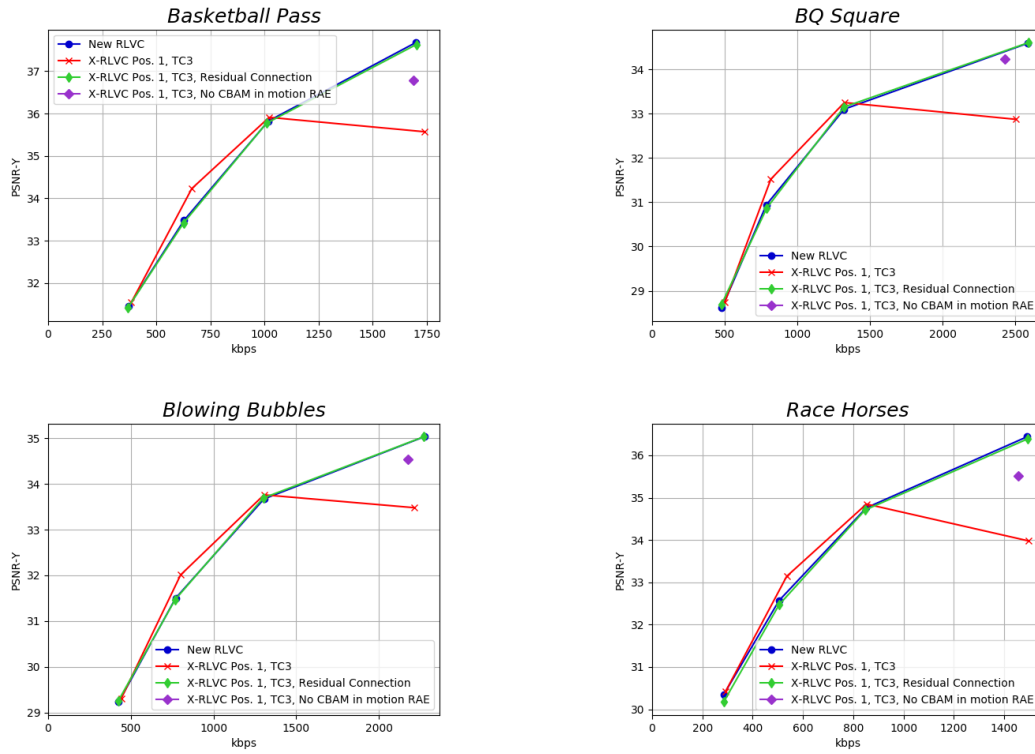 Basketball Pass
PSNR-Y
37
36
35
34
33
32
31
New RLVC
X-RLVC Pos. 1, TC3
X-RLVC Pos. 1, TC3, Residual Connection
X-RLVC Pos. 1, TC3, No CBAM in motion RAE
0 250 500 750 1000 1250 1500 1750
kbps
BQ Square
PSNR-Y
34
33
32
31
30
29
28
New RLVC
X-RLVC Pos. 1, TC3
X-RLVC Pos. 1, TC3, Residual Connection
X-RLVC Pos. 1, TC3, No CBAM in motion RAE
0 500 1000 1500 2000 2500
kbps
Blowing Bubbles
PSNR-Y
35
34
33
32
31
30
29
New RLVC
X-RLVC Pos. 1, TC3
X-RLVC Pos. 1, TC3, Residual Connection
X-RLVC Pos. 1, TC3, No CBAM in motion RAE
0 500 1000 1500 2000
kbps
Race Horses
PSNR-Y
36
35
34
33
32
31
30
New RLVC
X-RLVC Pos. 1, TC3
X-RLVC Pos. 1, TC3, Residual Connection
X-RLVC Pos. 1, TC3, No CBAM in motion RAE
0 200 400 600 800 1000 1200 1400
kbps